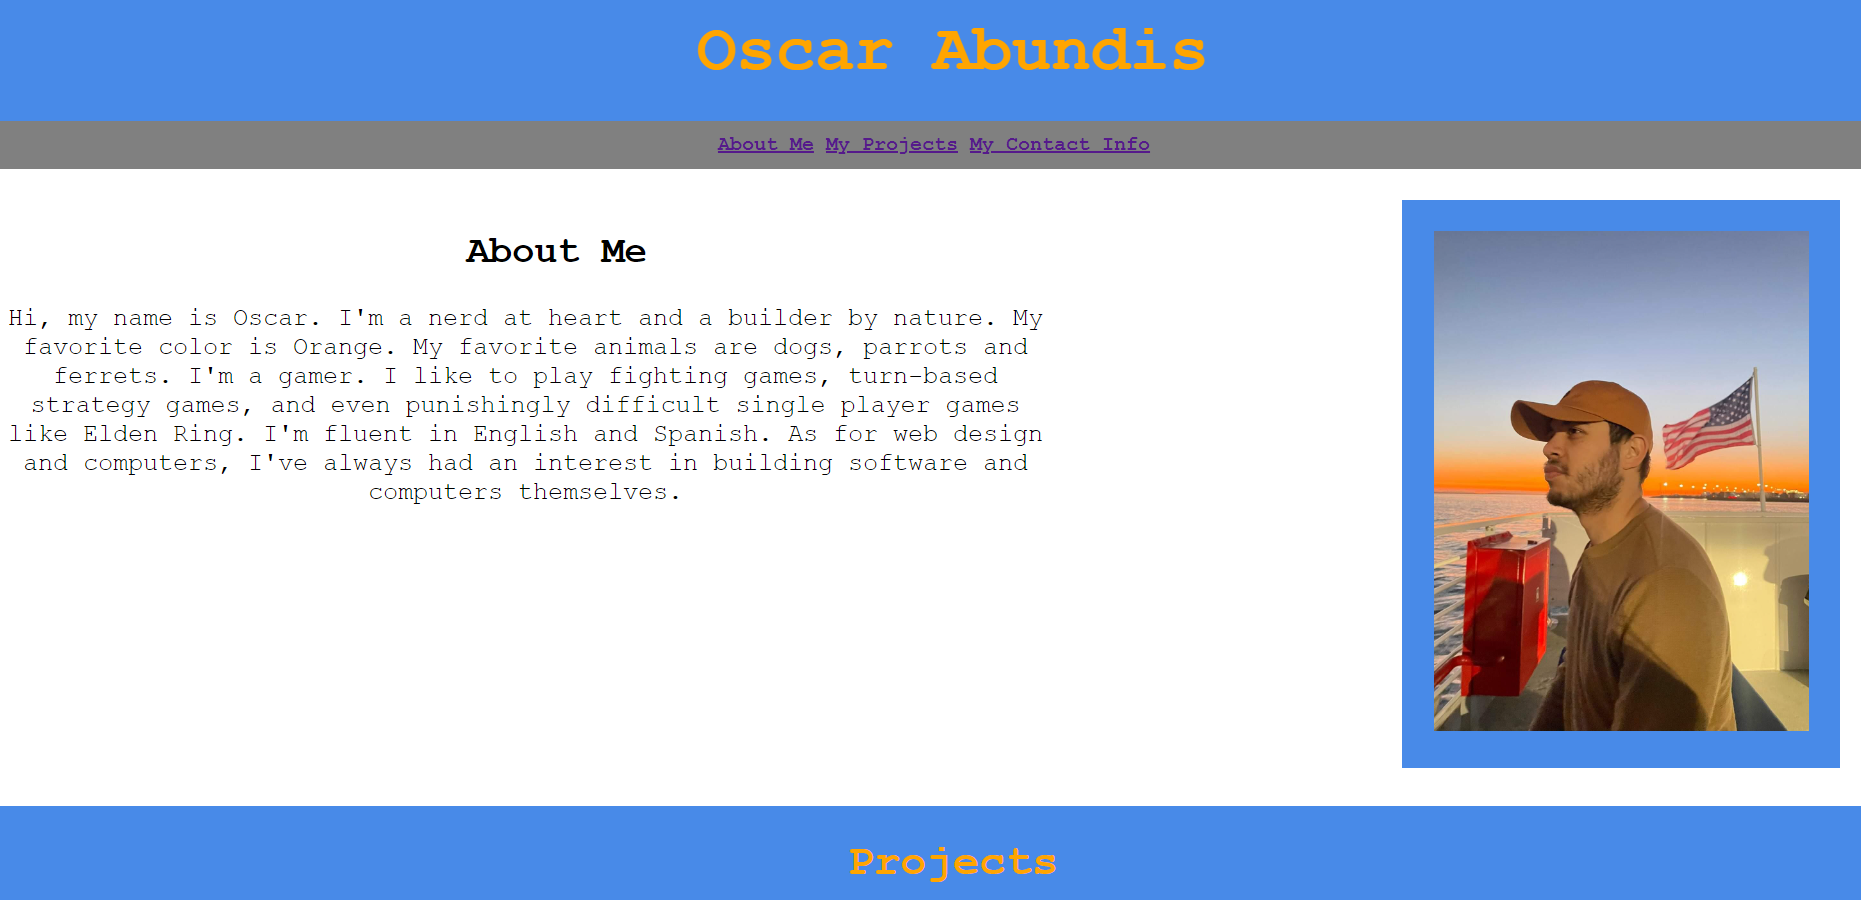 Oscar Abundis
About Me My Projects My Contact Info
About Me
Hi, my name is Oscar. I'm a nerd at heart and a builder by nature. My
favorite color is Orange. My favorite animals are dogs, parrots and
ferrets. I'm a gamer. I like to play fighting games, turn-based
strategy games, and even punishingly difficult single player games
like Elden Ring. I'm fluent in English and Spanish. As for web design
and computers, I've always had an interest in building software and
computers themselves.
Projects